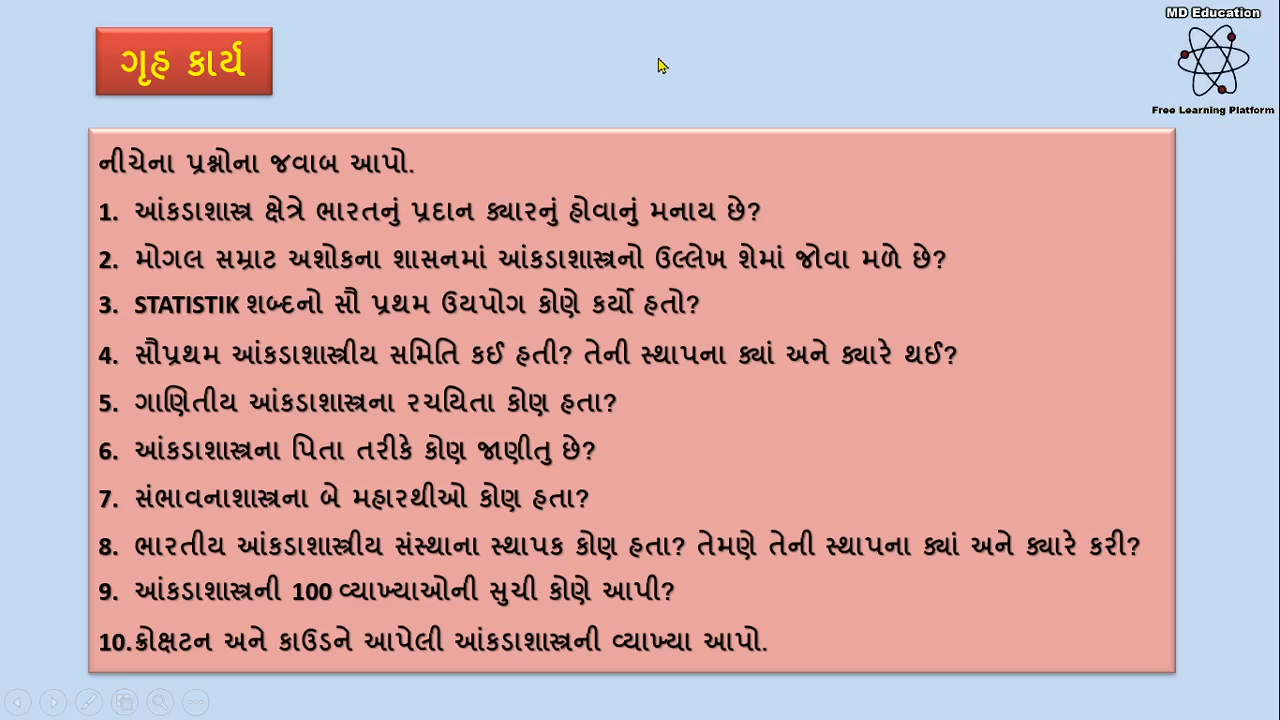 MD Education
ગૃહ કાર્ય
Free Learning Platform
નીચેના પ્રશ્નોના જવાબ આપો.
1. આંકડાશાસ્ત્ર ક્ષેત્રે ભારતનું પ્રદાન ક્યારનું હોવાનું મનાય છે?
2. મોગલ સમ્રાટ અશોકના શાસનમાં આંકડાશાસ્ત્રનો ઉલ્લેખ શેમાં જોવા મળે છે?
3. STATISTIK શબ્દનો સૌ પ્રથમ ઉયપોગ કોણે કર્યો હતો?
4. સૌપ્રથમ આંકડાશાસ્ત્રીય સમિતિ કઈ હતી? તેની સ્થાપના ક્યાં અને ક્યારે થઈ?
5. ગાણિતીય આંકડાશાસ્ત્રના રચયિતા કોણ હતા?
6. આંકડાશાસ્ત્રના પિતા તરીકે કોણ જાણીતુ છે?
7. સંભાવનાશાસ્ત્રના બે મહારથીઓ કોણ હતા?
8. ભારતીય આંકડાશાસ્ત્રીય સંસ્થાના સ્થાપક કોણ હતા? તેમણે તેની સ્થાપના ક્યાં અને ક્યારે કરી?
9. આંકડાશાસ્ત્રની 100 વ્યાખ્યાઓની સુચી કોણે આપી?
10. ક્રોક્ષટન અને કાઉડને આપેલી આંકડાશાસ્ત્રની વ્યાખ્યા આપો.